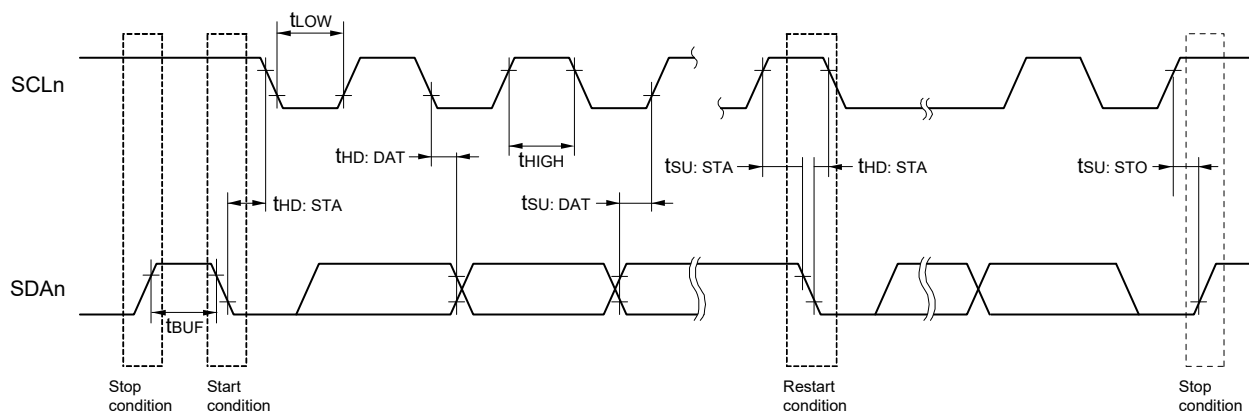 tLOW
SCLn
tHD: DAT
tHIGH
tSU: STA
tHD: STA
tSU: STO
tHD: STA
tSU: DAT
SDAn
tBUF
Stop
condition
Start
condition
Restart
condition
Stop
condition